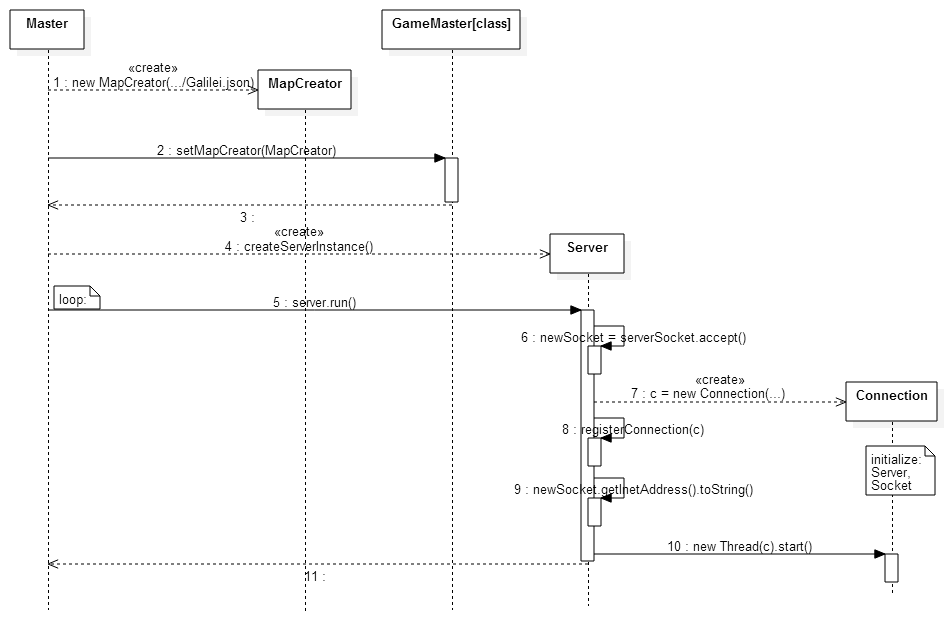 Master
GameMaster[class]
«create»
1 : new MapCreator(.../Galilei.json)
MapCreator
2 : setMapCreator(MapCreator)
3 :
«create»
4 : createServerInstance()
Server
loop:
5 : server.run()
6 : newSocket = serverSocket.accept()
«create»
7 : c = new Connection(...)
Connection
8 : registerConnection(c)
initialize:
Server,
Socket
9 : newSocket.getInetAddress().toString()
10 : new Thread(c).start()
11 :